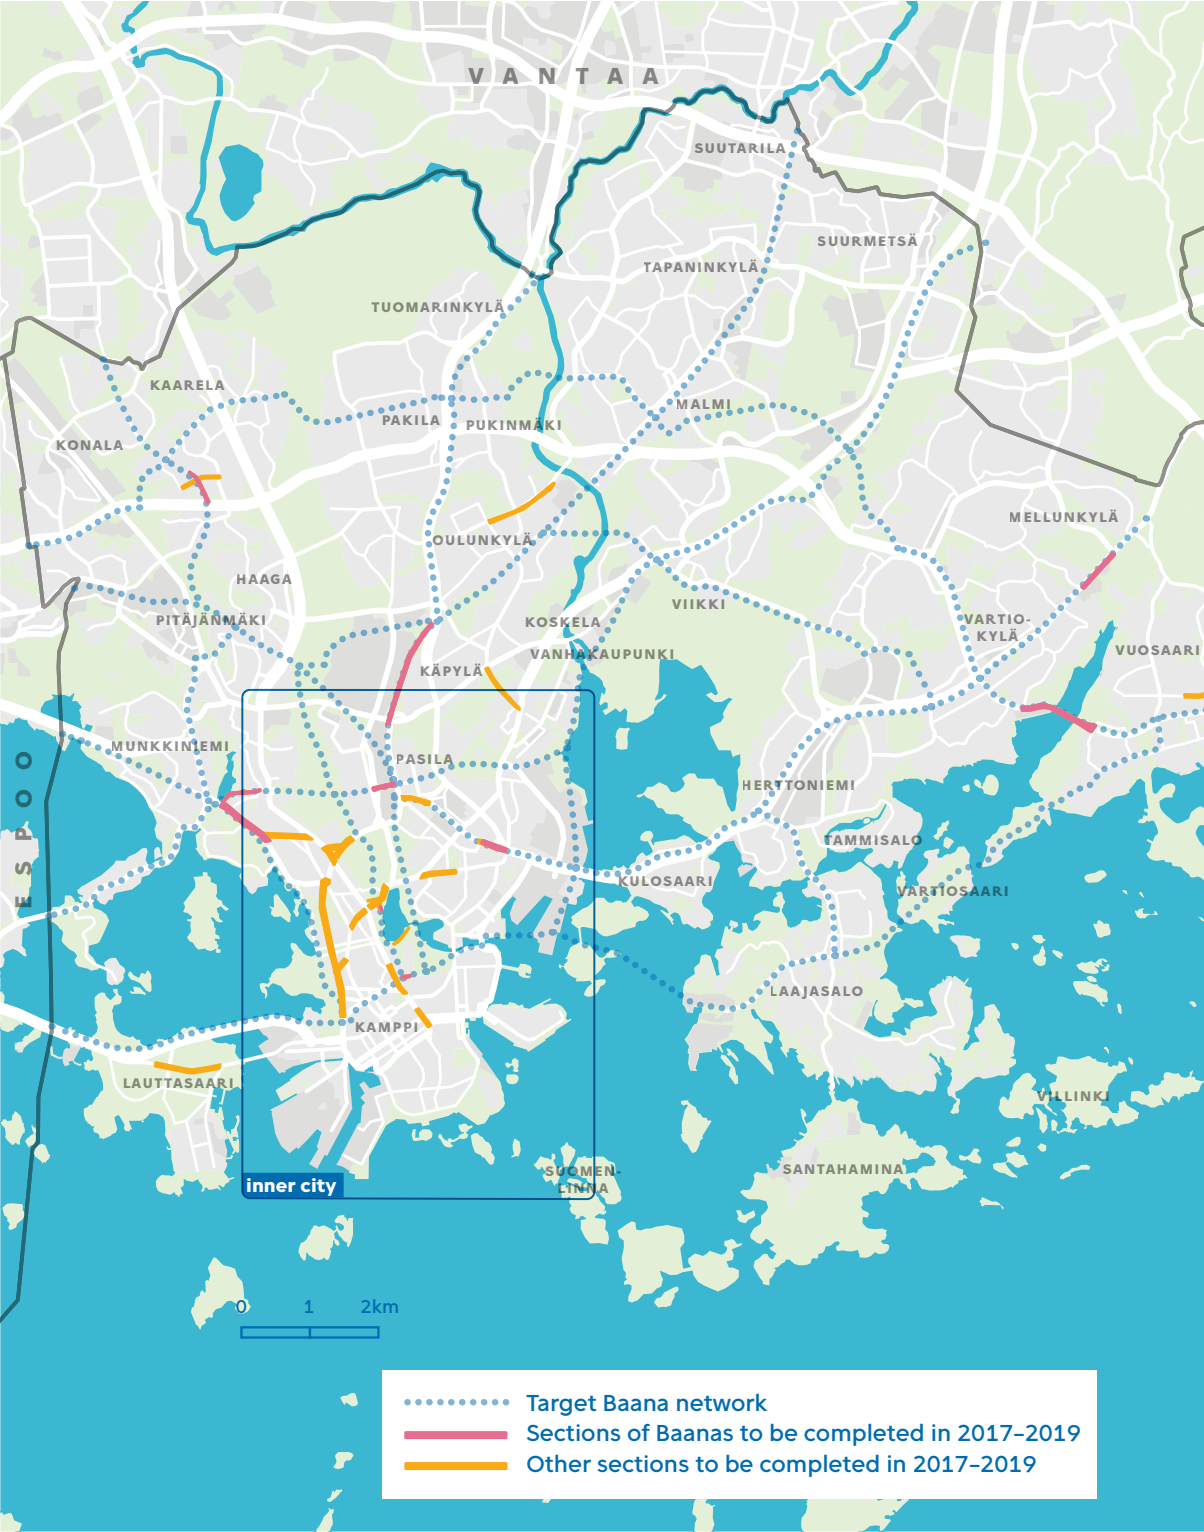 VANTAA
SUUTARILA
SUURMETSÄ
TAPANINKYLÄ
TUOMARINKYLÄ
KAARELA
MALMI
PAKILA
PUKINMÄKI
KONALA
MELLUNKYLÄ
OULUNKYLÄ
HAAGA
VIIKKI
PITÄJÄNMÄKI
KOSKELA
VARTIO-
KYLÄ
VANHAKAUPUNKI
VUOSAARI
KÄPYLÄ
MUNKKINIEMI
PASILA
ESPOO
HERTTONIEMI
TAMMISALO
KULOSAARI
VARTIOSAARI
LAAJASALO
KAMPPI
LAUTTASAARI
VILLINKI
SUOMEN-
LINNA
SANTAHAMINA
inner city
0 1 2km
Target Baana network
Sections of Baanas to be completed in 2017–2019
Other sections to be completed in 2017–2019